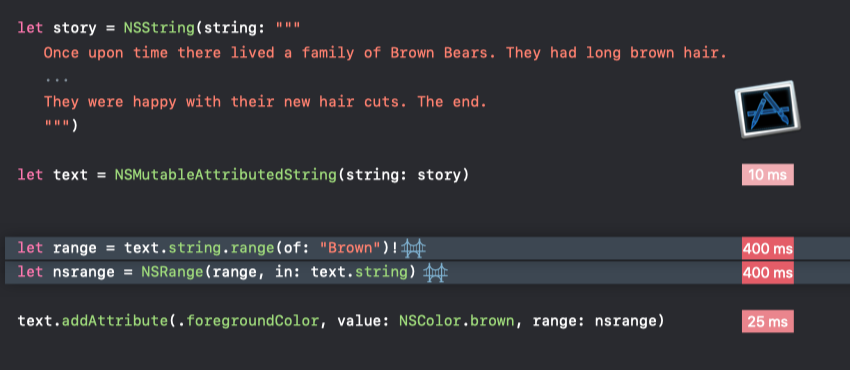 let story = NSString(string: """
Once upon time there lived a family of Brown Bears. They had long brown hair.
...
They were happy with their new hair cuts. The end.
""")
let text = NSMutableAttributedString(string: story) 10 ms
let range = text.string.range(of: "Brown")! 400 ms
let nsrange = NSRange(range, in: text.string) 400 ms
text.addAttribute(.foregroundColor, value: NSColor.brown, range: nsrange) 25 ms